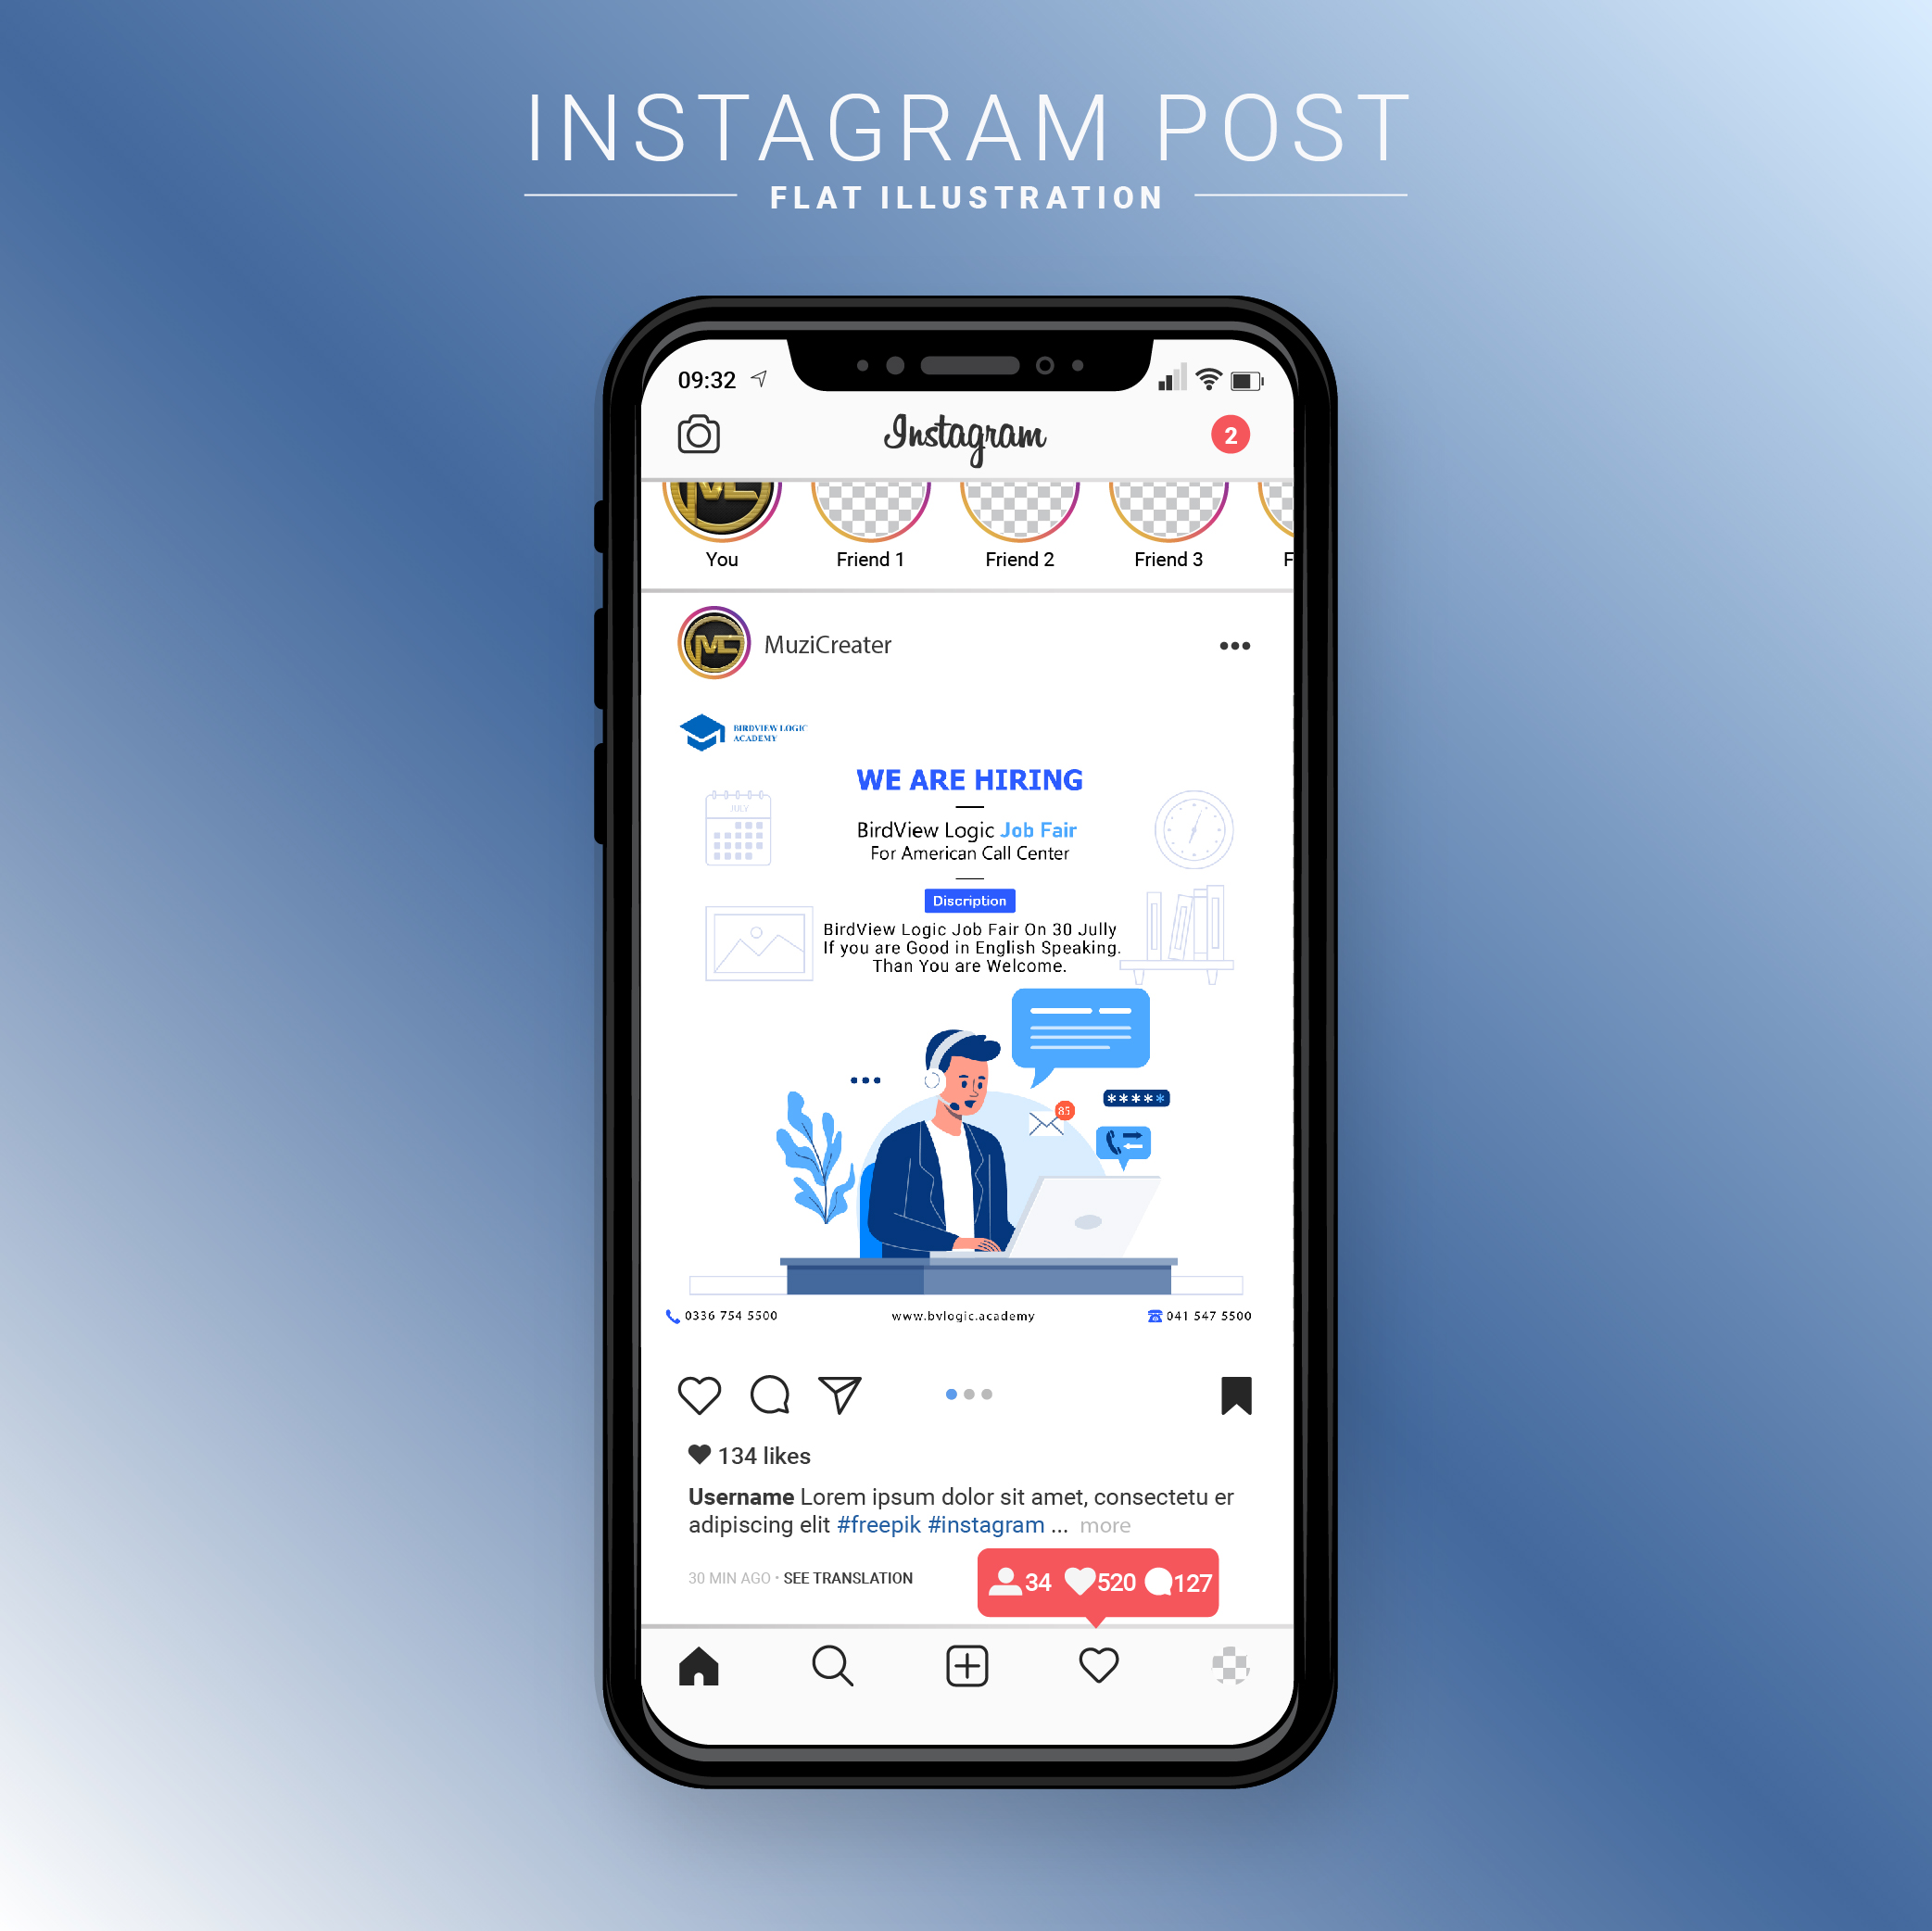 INSTAGRAM POST
FLAT ILLUSTRATION
09:32
Instagram
2
MC
You
Friend 1
Friend 2
Friend 3
F
MC
MuziCreater
BIRDVIEW LOGIC
ACADEMY
WE ARE HIRING
JULY
BirdView Logic Job Fair
For American Call Center
Discription
BirdView Logic Job Fair On 30 Jully
If you are Good in English Speaking.
Than You are Welcome.
85
*****
0336 754 5500
www.bvlogic.academy
041 547 5500
134 likes
Username Lorem ipsum dolor sit amet, consectetu er
adipiscing elit #freepik #instagram ... more
30 MIN AGO • SEE TRANSLATION
34 520 127